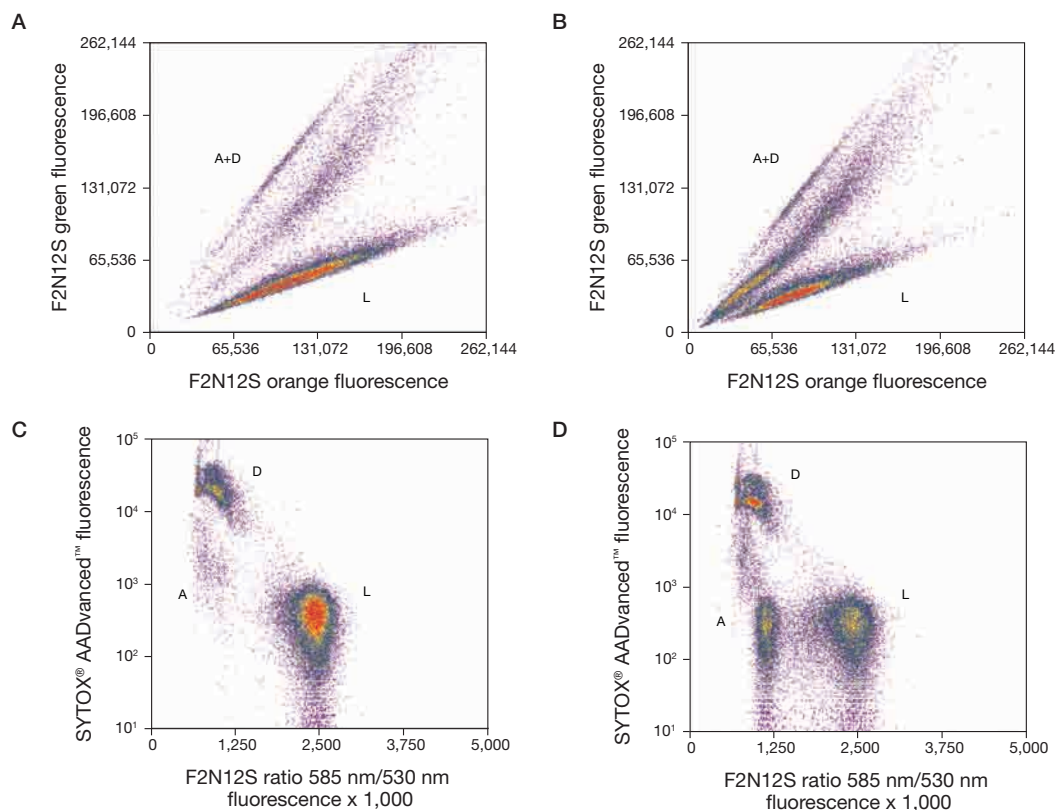 A
F2N12S green fluorescence
262,144
196,608
131,072
65,536
0
A+D
L
0 65,536 131,072 196,608 262,144
F2N12S orange fluorescence
B
F2N12S green fluorescence
262,144
196,608
131,072
65,536
0
A+D
L
0 65,536 131,072 196,608 262,144
F2N12S orange fluorescence
C
SYTOX® AADvanced™ fluorescence
10⁵
10⁴
10³
10²
10¹
D
A
L
0 1,250 2,500 3,750 5,000
F2N12S ratio 585 nm/530 nm
fluorescence x 1,000
D
SYTOX® AADvanced™ fluorescence
10⁵
10⁴
10³
10²
10¹
D
A
L
0 1,250 2,500 3,750 5,000
F2N12S ratio 585 nm/530 nm
fluorescence x 1,000